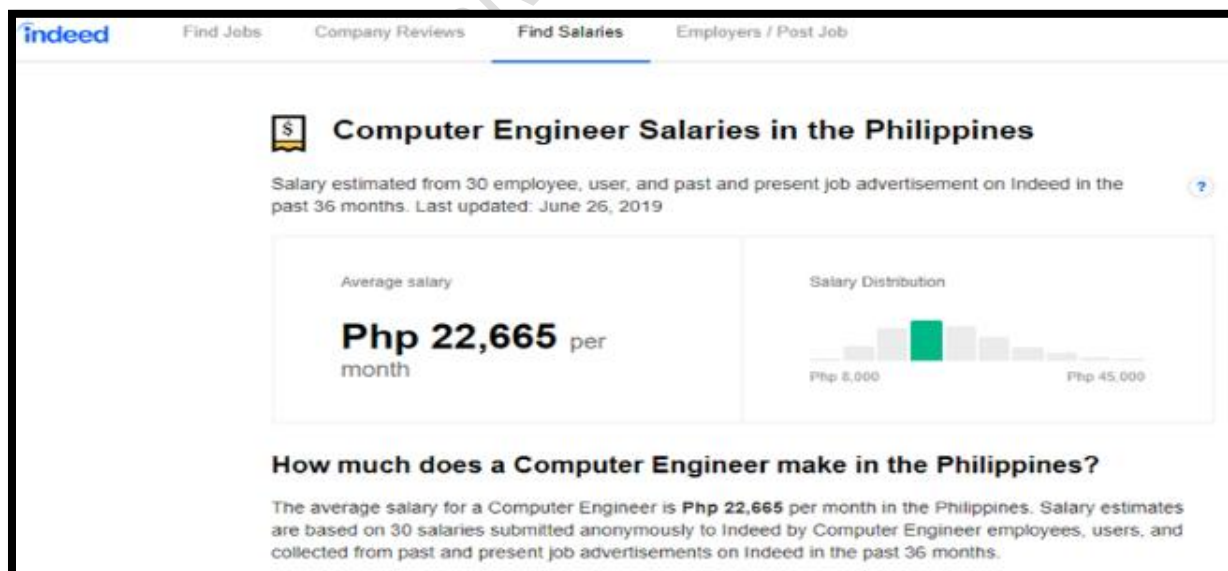 indeed Find Jobs Company Reviews Find Salaries Employers / Post Job
$ Computer Engineer Salaries in the Philippines
Salary estimated from 30 employee, user, and past and present job advertisement on Indeed in the ?
past 36 months. Last updated: June 26, 2019
Average salary
Php 22,665 per
month
Salary Distribution
Php 8,000 Php 45,000
How much does a Computer Engineer make in the Philippines?
The average salary for a Computer Engineer is Php 22,665 per month in the Philippines. Salary estimates
are based on 30 salaries submitted anonymously to Indeed by Computer Engineer employees, users, and
collected from past and present job advertisements on Indeed in the past 36 months.